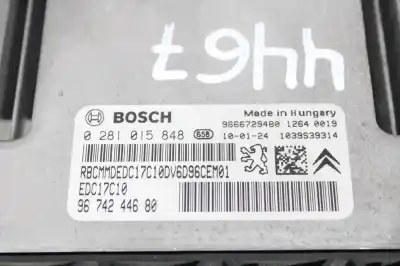 4467
BOSCH
Made in Hungary
9666729480 1264 0019
0 281 015 848 658 10-01-24 1039S39314
RBCMMDEDC17C10DV6D96CEM01
EDC17C10
96 742 446 80